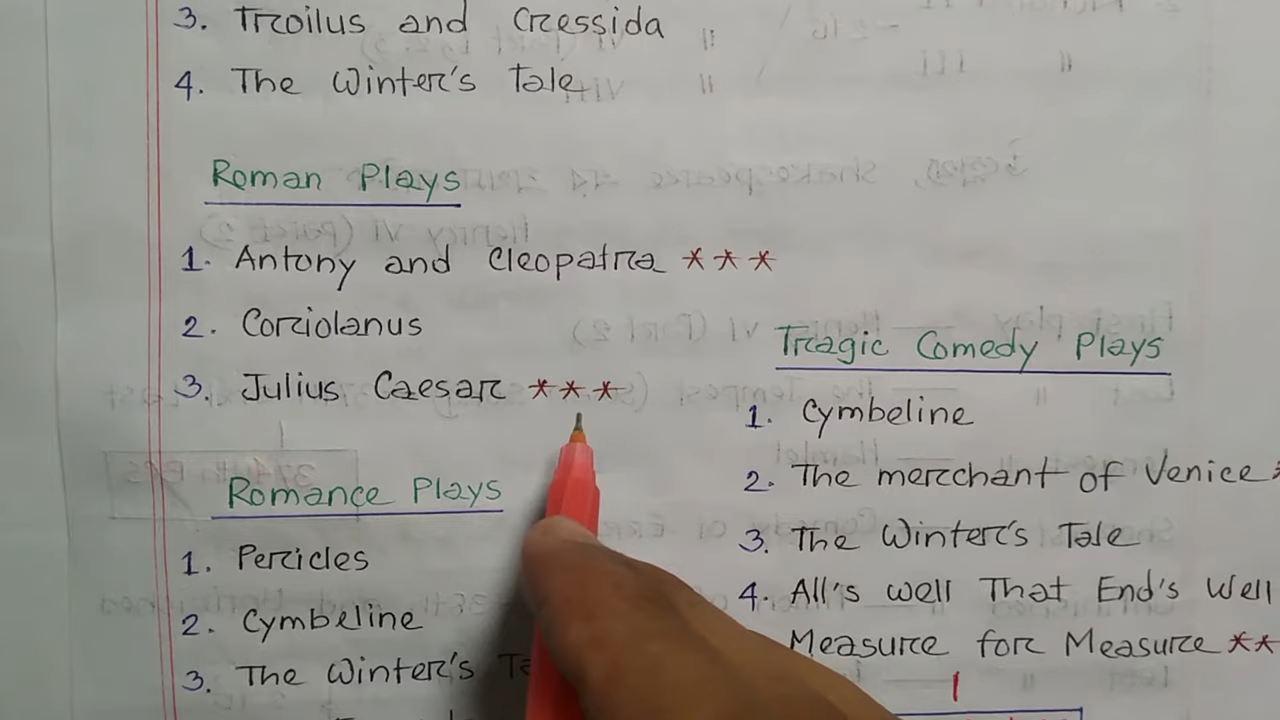 3. Troilus and Cressida
4. The Winter's Tale
Roman Plays
1. Antony and Cleopatra ***
2. Coriolanus
3. Julius Caesar ***
Romance Plays
1. Pericles
2. Cymbeline
3. The Winter's
Tragic Comedy Plays
1. Cymbeline
2. The merchant of Venice
3. The Winter's Tale
4. All's well That End's Well
Measure for Measure **